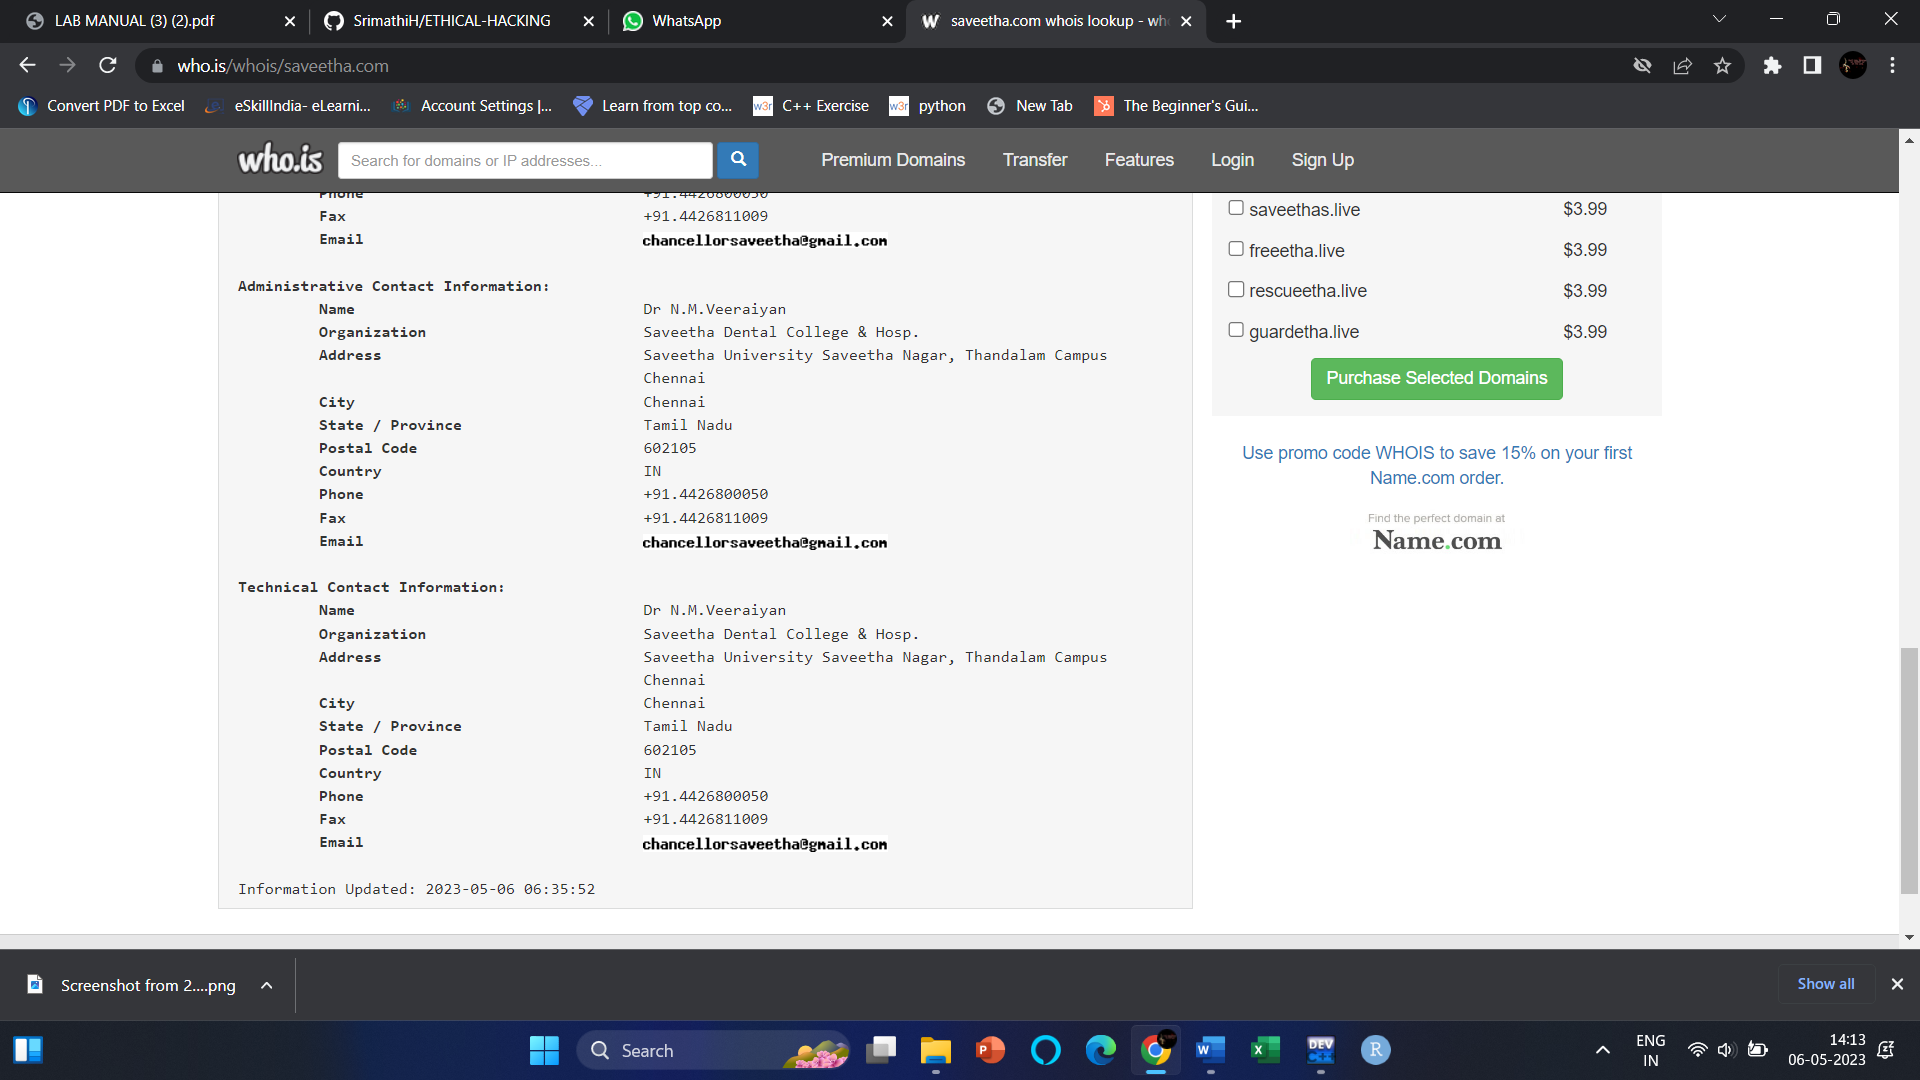 LAB MANUAL (3) (2).pdf
SrimathiH/ETHICAL-HACKING
WhatsApp
saveetha.com whois lookup - wh
who.is/whois/saveetha.com
Convert PDF to Excel
eSkillIndia- eLearni...
Account Settings |...
Learn from top co...
w3r C++ Exercise
w3r python
New Tab
The Beginner's Gui...
who.is
Search for domains or IP addresses...
Premium Domains
Transfer
Features
Login
Sign Up
Phone +91.4426800050
Fax +91.4426811009
Email chancellorsaveetha@gmail.com
Administrative Contact Information:
Name Dr N.M.Veeraiyan
Organization Saveetha Dental College & Hosp.
Address Saveetha University Saveetha Nagar, Thandalam Campus
Chennai
City Chennai
State / Province Tamil Nadu
Postal Code 602105
Country IN
Phone +91.4426800050
Fax +91.4426811009
Email chancellorsaveetha@gmail.com
Technical Contact Information:
Name Dr N.M.Veeraiyan
Organization Saveetha Dental College & Hosp.
Address Saveetha University Saveetha Nagar, Thandalam Campus
Chennai
City Chennai
State / Province Tamil Nadu
Postal Code 602105
Country IN
Phone +91.4426800050
Fax +91.4426811009
Email chancellorsaveetha@gmail.com
Information Updated: 2023-05-06 06:35:52
saveethas.live $3.99
freeetha.live $3.99
rescueetha.live $3.99
guardetha.live $3.99
Purchase Selected Domains
Use promo code WHOIS to save 15% on your first
Name.com order.
Find the perfect domain at
Name.com
Screenshot from 2....png
Show all
Search
DEV
C++
R
ENG
IN
14:13
06-05-2023